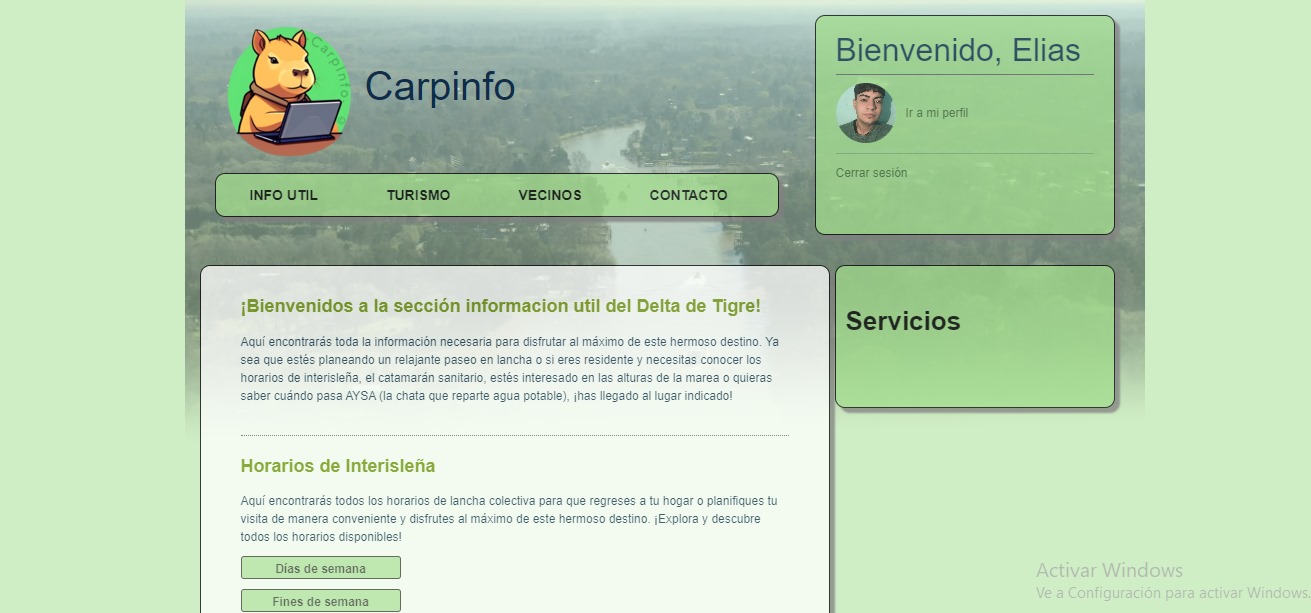 CarpInfo
Carpinfo
Bienvenido, Elias
Ir a mi perfil
Cerrar sesión
INFO UTIL
TURISMO
VECINOS
CONTACTO
¡Bienvenidos a la sección informacion util del Delta de Tigre!
Aquí encontrarás toda la información necesaria para disfrutar al máximo de este hermoso destino. Ya
sea que estés planeando un relajante paseo en lancha o si eres residente y necesitas conocer los
horarios de interisleña, el catamarán sanitario, estés interesado en las alturas de la marea o quieras
saber cuándo pasa AYSA (la chata que reparte agua potable), ¡has llegado al lugar indicado!
Horarios de Interisleña
Aquí encontrarás todos los horarios de lancha colectiva para que regreses a tu hogar o planifiques tu
visita de manera conveniente y disfrutes al máximo de este hermoso destino. ¡Explora y descubre
todos los horarios disponibles!
Días de semana
Fines de semana
Servicios
Activar Windows
Ve a Configuración para activar Windows.